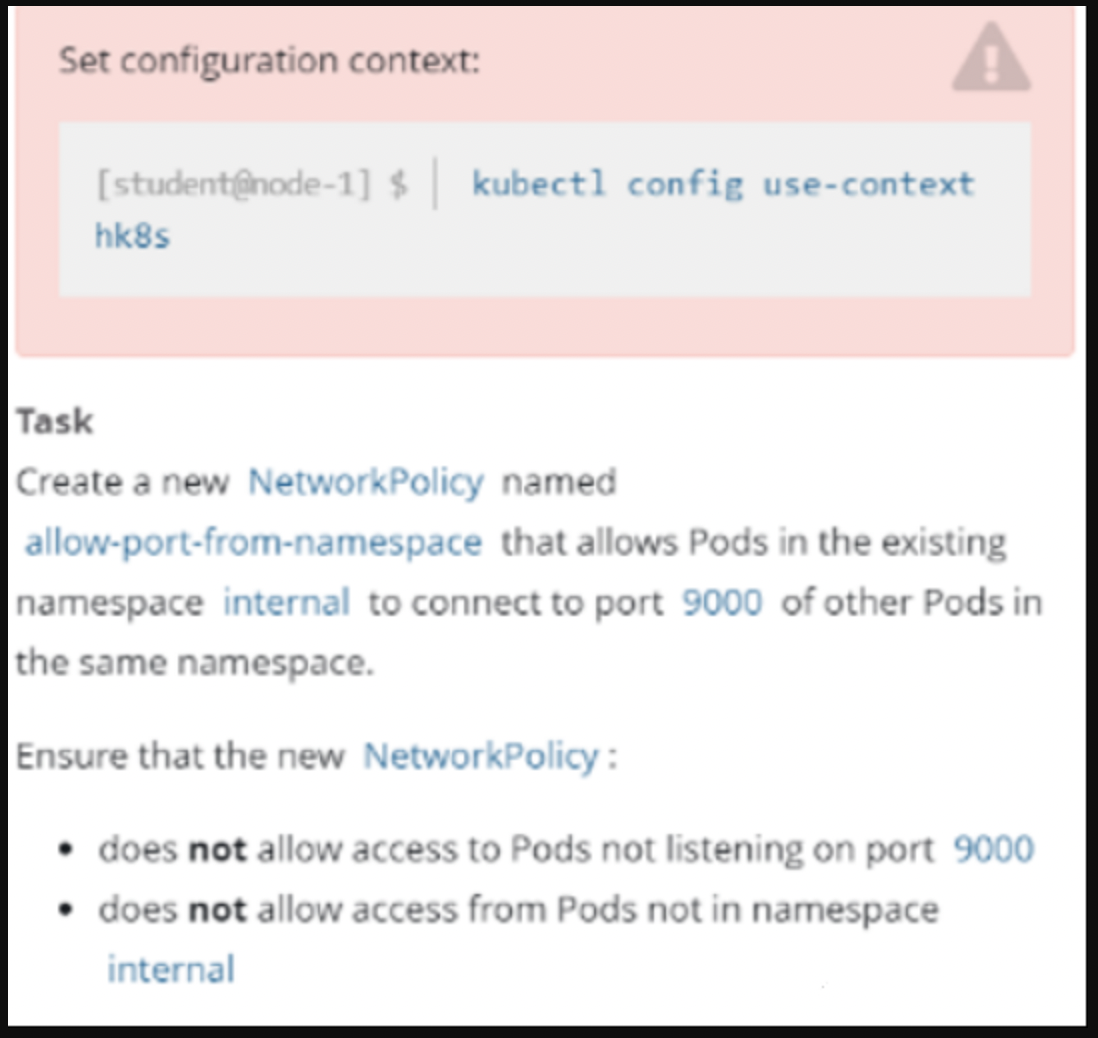 Set configuration context:
[student@node-1] $ | kubectl config use-context
hk8s
Task
Create a new NetworkPolicy named
allow-port-from-namespace that allows Pods in the existing
namespace internal to connect to port 9000 of other Pods in
the same namespace.
Ensure that the new NetworkPolicy :
• does not allow access to Pods not listening on port 9000
• does not allow access from Pods not in namespace
internal